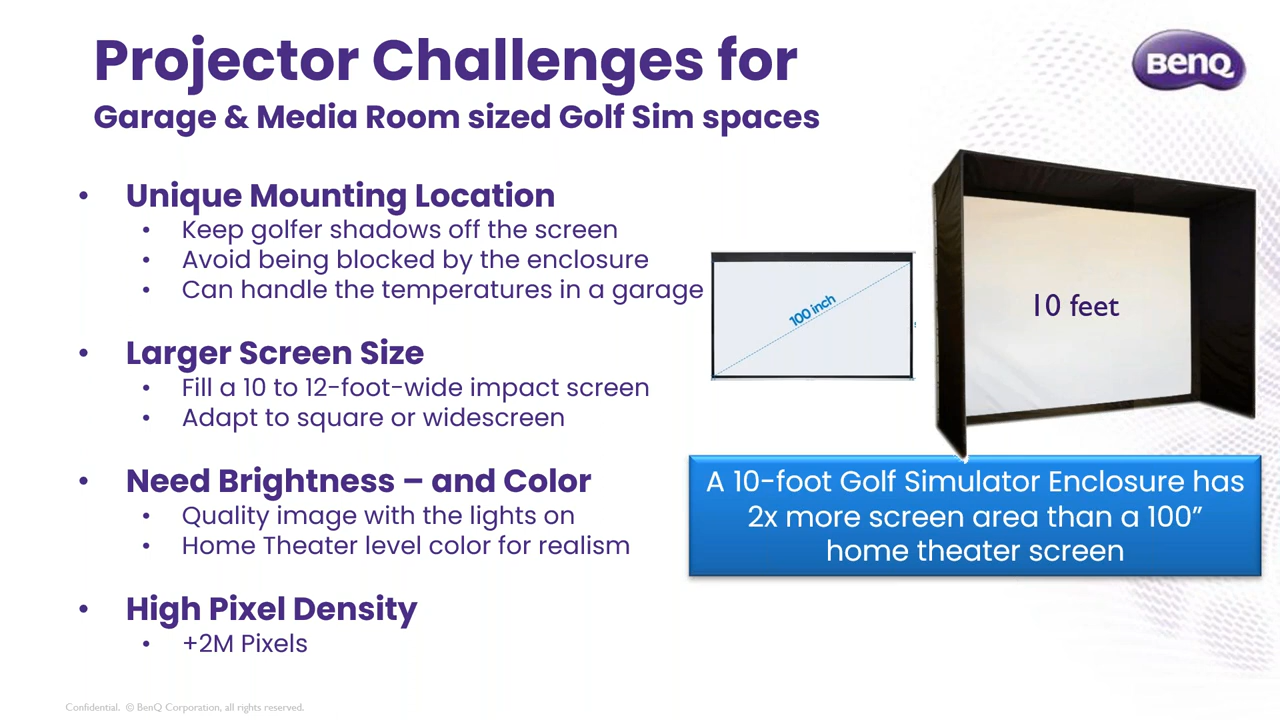 Projector Challenges for
Garage & Media Room sized Golf Sim spaces
BenQ
• Unique Mounting Location
• Keep golfer shadows off the screen
• Avoid being blocked by the enclosure
• Can handle the temperatures in a garage
• Larger Screen Size
• Fill a 10 to 12-foot-wide impact screen
• Adapt to square or widescreen
• Need Brightness – and Color
• Quality image with the lights on
• Home Theater level color for realism
• High Pixel Density
• +2M Pixels
100 inch
10 feet
A 10-foot Golf Simulator Enclosure has
2x more screen area than a 100”
home theater screen
Confidential. © BenQ Corporation, all rights reserved.